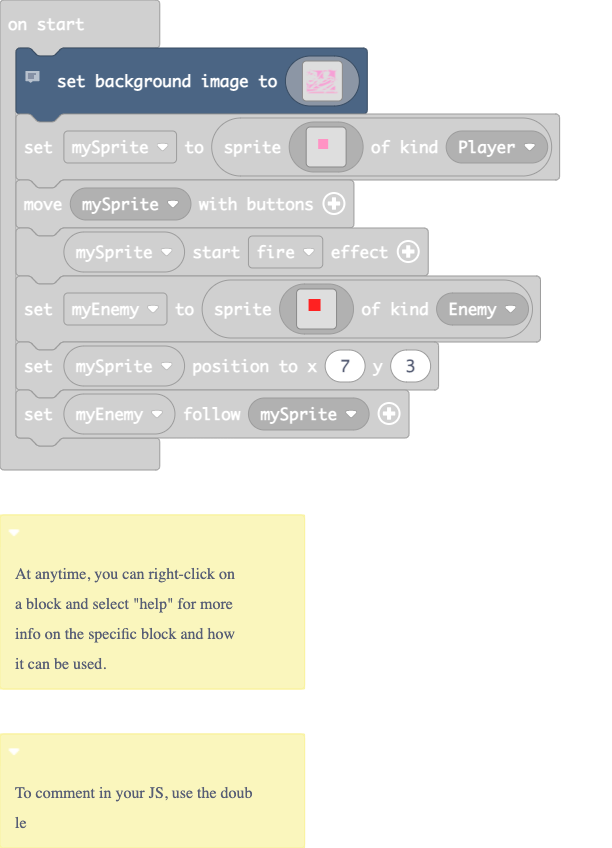 on start
set background image to
set mySprite to sprite of kind Player
move mySprite with buttons
mySprite start fire effect
set myEnemy to sprite of kind Enemy
set mySprite position to x 7 y 3
set myEnemy follow mySprite
At anytime, you can right-click on
a block and select "help" for more
info on the specific block and how
it can be used.
To comment in your JS, use the doub
le